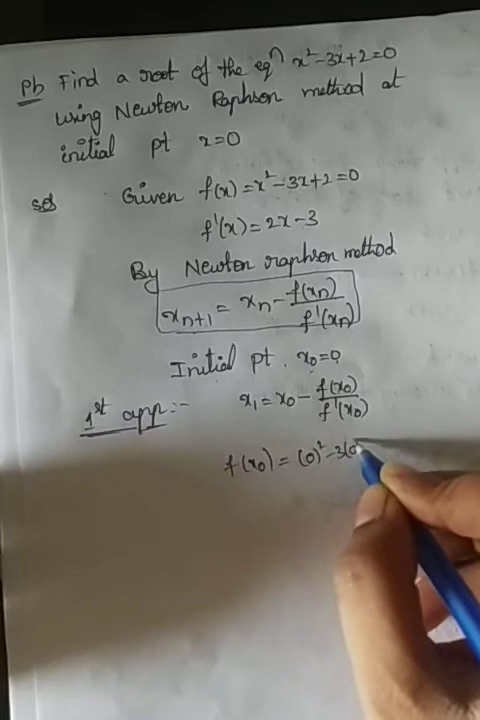 Pb Find a root of the eqⁿ x²-3x+2=0
using Newton Raphson method at
initial pt x=0
Sol Given f(x)=x²-3x+2=0
f'(x)=2x-3
By Newton raphson method
xₙ₊₁ = xₙ - f(xₙ)/f'(xₙ)
Initial pt. x₀=0
1st app:- x₁=x₀ - f(x₀)/f'(x₀)
f(x₀) = (0)²-3(0